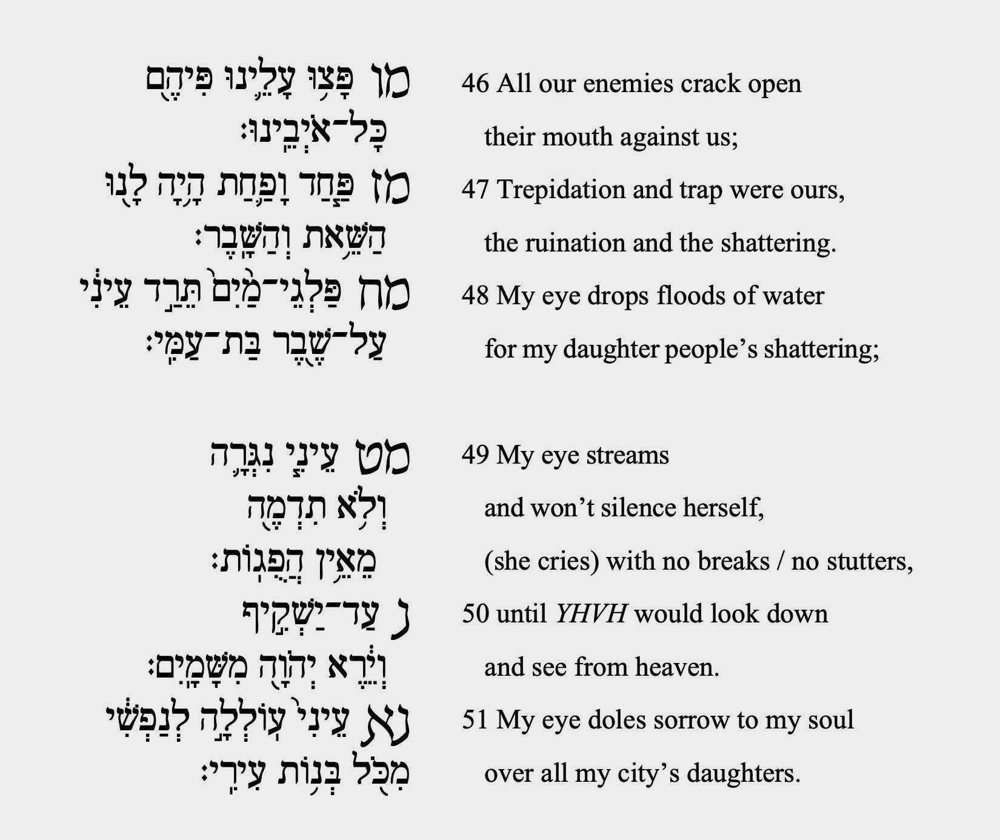 מו פָּצ֥וּ עָלֵ֛ינוּ פִּיהֶ֖ם
כׇּל־אֹיְבֵֽינוּ׃
מז פַּ֧חַד וָפַ֛חַת הָ֥יָה לָ֖נוּ
הַשֵּׁ֥את וְהַשָּֽׁבֶר׃
מח פַּלְגֵי־מַ֙יִם֙ תֵּרַ֣ד עֵינִ֔י
עַל־שֶׁ֖בֶר בַּת־עַמִּֽי׃
מט עֵינִ֧י נִגְּרָ֛ה
וְלֹ֥א תִדְמֶ֖ה
מֵאֵ֥ין הֲפֻגֽוֹת׃
נ עַד־יַשְׁקִ֣יף
וְיֵ֔רֶא יְהֹוָ֖ה מִשָּׁמָֽיִם׃
נא עֵינִי֙ עֽוֹלְלָ֣ה לְנַפְשִׁ֔י
מִכֹּ֖ל בְּנ֥וֹת עִירִֽי׃
46 All our enemies crack open
their mouth against us;
47 Trepidation and trap were ours,
the ruination and the shattering.
48 My eye drops floods of water
for my daughter people’s shattering;
49 My eye streams
and won’t silence herself,
(she cries) with no breaks / no stutters,
50 until YHVH would look down
and see from heaven.
51 My eye doles sorrow to my soul
over all my city’s daughters.